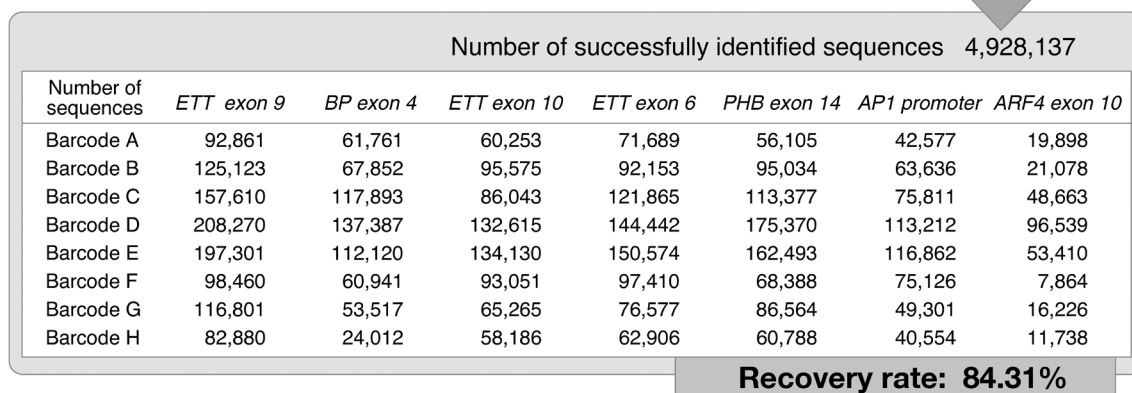 Number of successfully identified sequences 4,928,137
Number of sequences ETT exon 9 BP exon 4 ETT exon 10 ETT exon 6 PHB exon 14 AP1 promoter ARF4 exon 10
Barcode A 92,861 61,761 60,253 71,689 56,105 42,577 19,898
Barcode B 125,123 67,852 95,575 92,153 95,034 63,636 21,078
Barcode C 157,610 117,893 86,043 121,865 113,377 75,811 48,663
Barcode D 208,270 137,387 132,615 144,442 175,370 113,212 96,539
Barcode E 197,301 112,120 134,130 150,574 162,493 116,862 53,410
Barcode F 98,460 60,941 93,051 97,410 68,388 75,126 7,864
Barcode G 116,801 53,517 65,265 76,577 86,564 49,301 16,226
Barcode H 82,880 24,012 58,186 62,906 60,788 40,554 11,738
Recovery rate: 84.31%